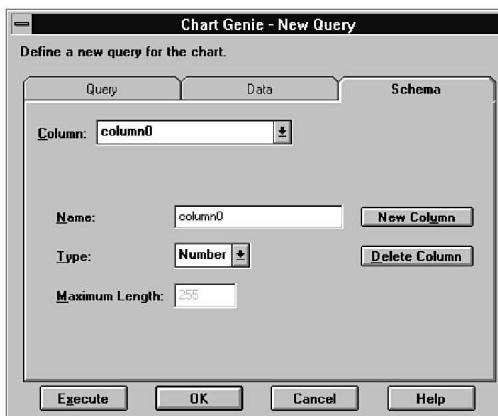 Chart Genie - New Query
Define a new query for the chart.
Query Data Schema
Column: column0
Name: column0 New Column
Type: Number Delete Column
Maximum Length: 255
Execute OK Cancel Help